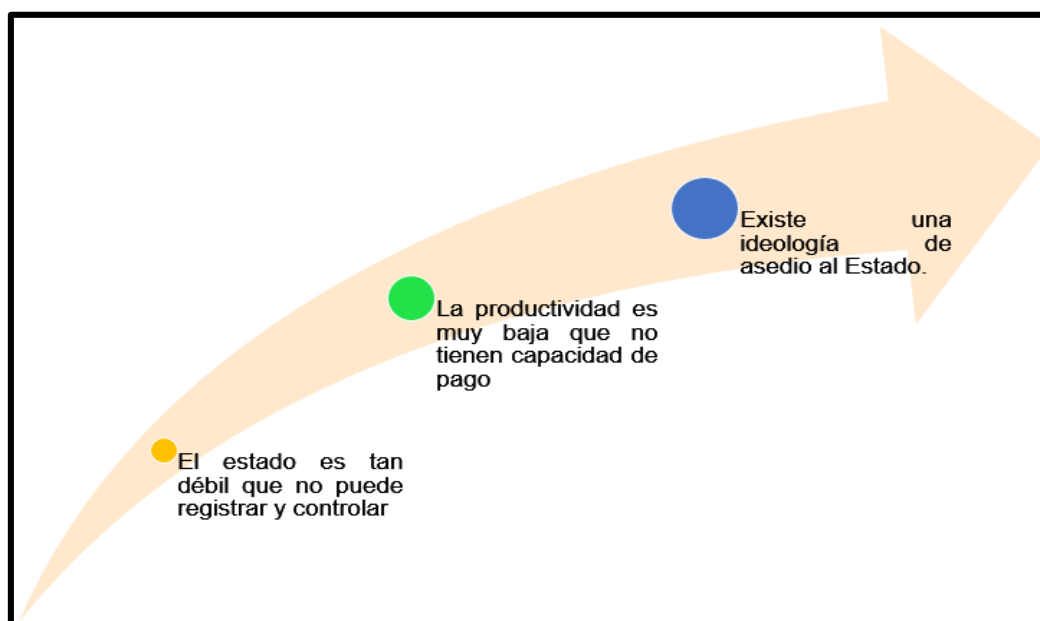 El estado es tan
débil que no puede
registrar y controlar
La productividad es
muy baja que no
tienen capacidad de
pago
Existe una
ideología de
asedio al Estado.